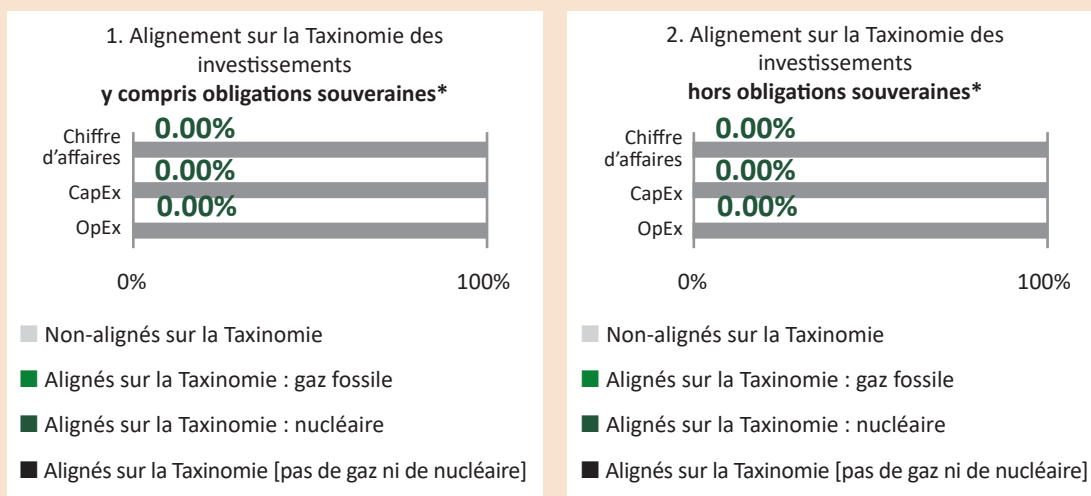 1. Alignement sur la Taxinomie des
investissements
y compris obligations souveraines*
Chiffre
d'affaires
0.00%
CapEx
0.00%
OpEx
0.00%
0%
100%
Non-alignés sur la Taxinomie
Alignés sur la Taxinomie : gaz fossile
Alignés sur la Taxinomie : nucléaire
Alignés sur la Taxinomie [pas de gaz ni de nucléaire]
2. Alignement sur la Taxinomie des
investissements
hors obligations souveraines*
Chiffre
d'affaires
0.00%
CapEx
0.00%
OpEx
0.00%
0%
100%
Non-alignés sur la Taxinomie
Alignés sur la Taxinomie : gaz fossile
Alignés sur la Taxinomie : nucléaire
Alignés sur la Taxinomie [pas de gaz ni de nucléaire]